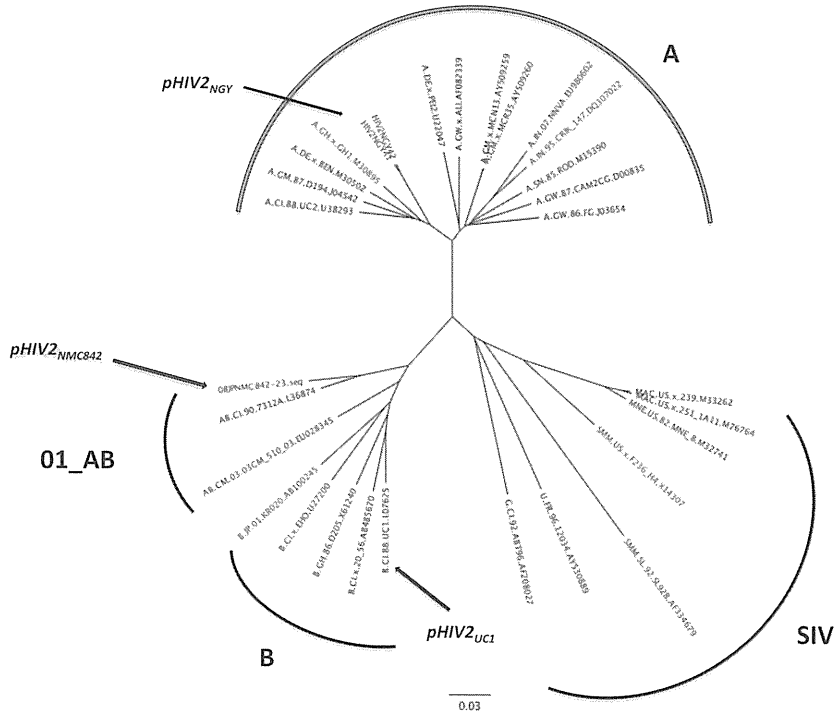 A
pHIV2NGY
A.DE.x.PEI2.U22047
A.GW.x.ALI.AF082339
A.GM.x.MCN13.AY509259
A.GM.x.MCR35.AY509260
A.IN.07.NNVA.EU980602
A.IN.95.CRIK_147.DQ307022
A.SN.85.ROD.M15390
A.GW.87.CAM2CG.D00835
A.GW.86.FG.J03654
A.GH.x.GH1.M30895
A.DE.x.BEN.M30502
A.GM.87.D194.J04542
A.CI.88.UC2.U38293
pHIV2NMC842
08JPNMC842-23.seq
AB.CI.90.7312A.L36874
AB.CM.03.03CM_510_03.EU028345
01_AB
B.JP.01.KR020.AB100245
B.CI.x.EHO.U27200
B.GH.86.D205.X61240
B.CI.x.20_56.AB485670
B.CI.88.UC1.L07625
B
pHIV2UC1
G.CI.92.ABT96.AF208027
U.FR.96.12034.AY530889
SMM.SL.92.SL92B.AF334679
SMM.US.x.F236_H4.X14307
MNE.US.82.MNE_8.M32741
MAC.US.x.251_1A11.M76764
MAC.US.x.239.M33262
SIV
0.03